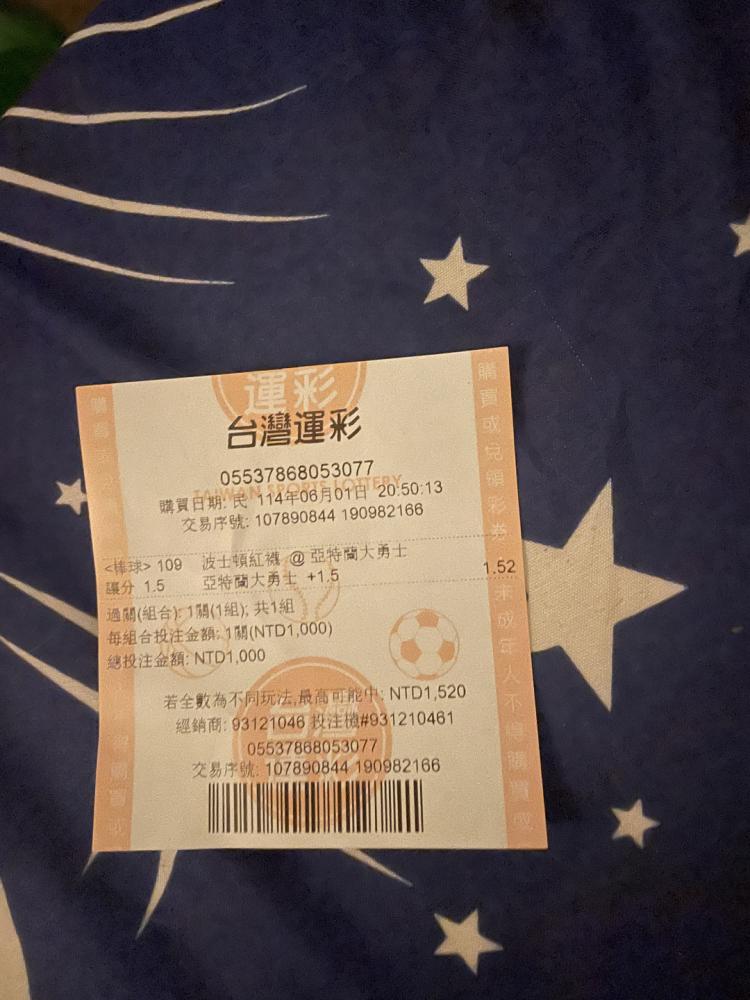 運彩
台灣運彩
05537868053077
TAIWAN SPORTS LOTTERY
購買日期: 民 114年06月01日 20:50:13
交易序號: 107890844 190982166
<棒球> 109 波士頓紅襪 @ 亞特蘭大勇士
讓分 1.5 亞特蘭大勇士 +1.5 1.52
過關(組合): 1關(1組); 共1組
每組合投注金額: 1關(NTD1,000)
總投注金額: NTD1,000
若全數為不同玩法,最高可能中: NTD1,520
經銷商: 93121046 投注機#931210461
05537868053077
交易序號: 107890844 190982166
購買或兌領彩券
未成年人不得購買或